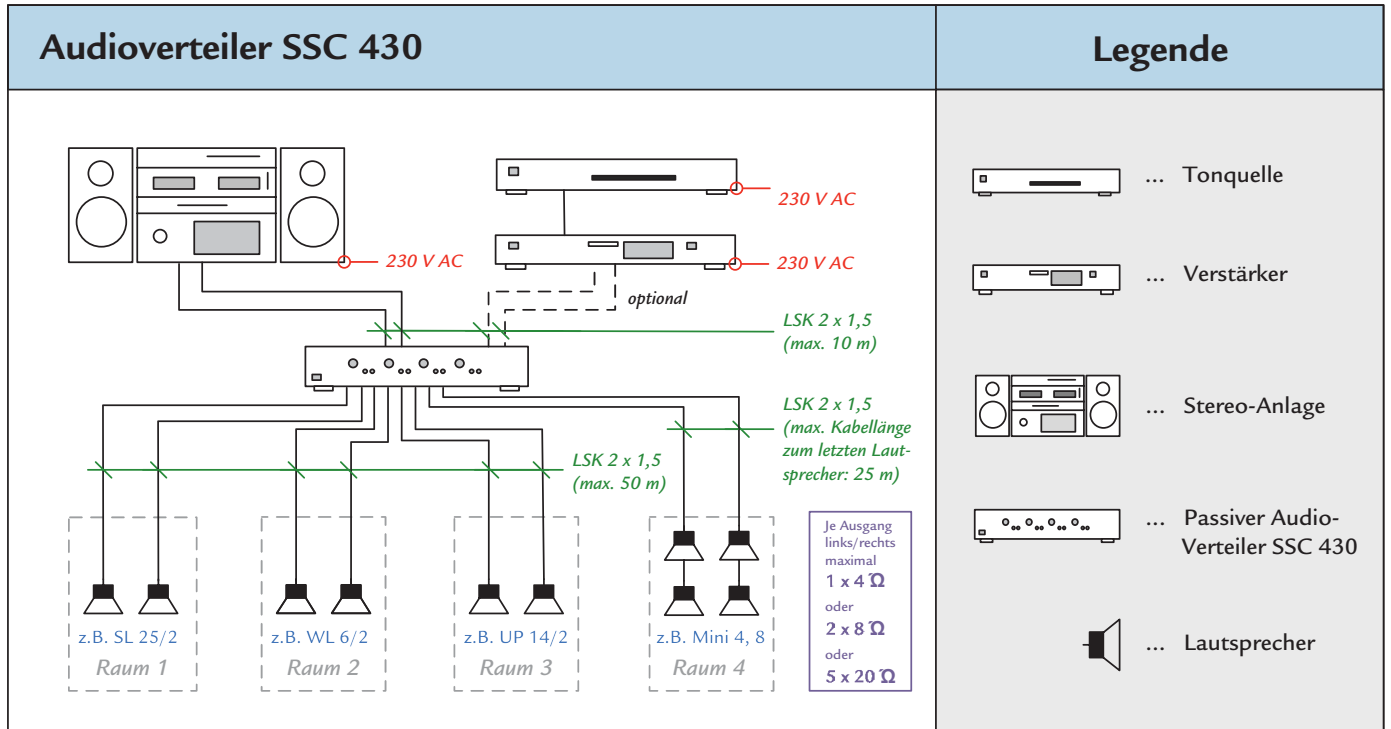 Audioverteiler SSC 430
230 V AC
230 V AC
230 V AC
optional
LSK 2 x 1,5
(max. 10 m)
LSK 2 x 1,5
(max. Kabellänge
zum letzten Laut-
sprecher: 25 m)
LSK 2 x 1,5
(max. 50 m)
z.B. SL 25/2
Raum 1
z.B. WL 6/2
Raum 2
z.B. UP 14/2
Raum 3
z.B. Mini 4, 8
Raum 4
Je Ausgang
links/rechts
maximal
1 x 4 Ω
oder
2 x 8 Ω
oder
5 x 20 Ω
Legende
... Tonquelle
... Verstärker
... Stereo-Anlage
... Passiver Audio-
Verteiler SSC 430
... Lautsprecher